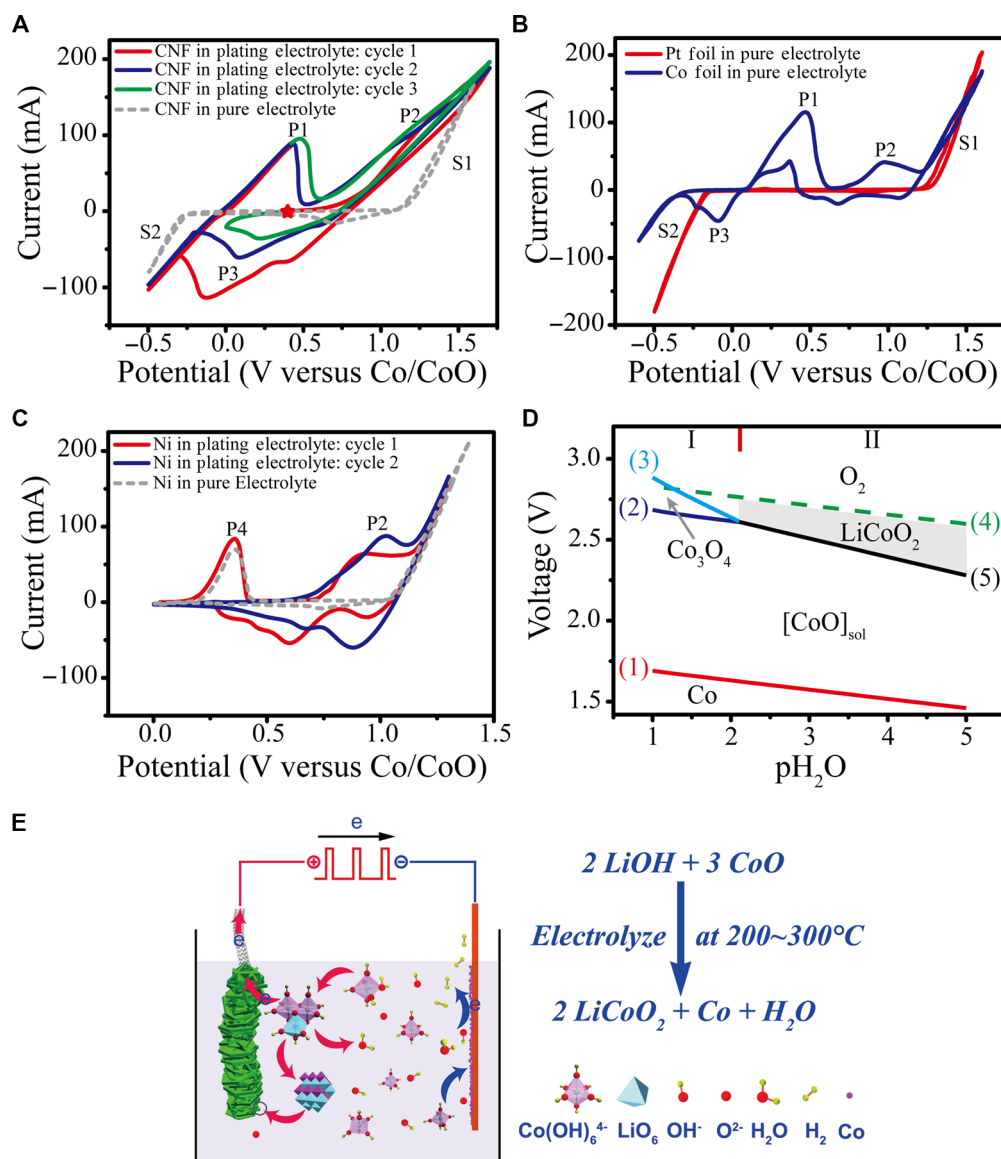 A
CNF in plating electrolyte: cycle 1
CNF in plating electrolyte: cycle 2
CNF in plating electrolyte: cycle 3
CNF in pure electrolyte
P1
P2
S1
S2
P3
200
100
0
−100
Current (mA)
−0.5 0.0 0.5 1.0 1.5
Potential (V versus Co/CoO)
B
Pt foil in pure electrolyte
Co foil in pure electrolyte
P1
P2
S1
S2
P3
200
100
0
−100
−200
Current (mA)
−0.5 0.0 0.5 1.0 1.5
Potential (V versus Co/CoO)
C
Ni in plating electrolyte: cycle 1
Ni in plating electrolyte: cycle 2
Ni in pure Electrolyte
P4
P2
200
100
0
−100
Current (mA)
0.0 0.5 1.0 1.5
Potential (V versus Co/CoO)
D
I II
(3)
O₂
(2)
(4)
LiCoO₂
Co₃O₄
(5)
[CoO]sol
(1)
Co
3.0
2.5
2.0
1.5
Voltage (V)
1 2 3 4 5
pH₂O
E
e
e
e
e
2 LiOH + 3 CoO
Electrolyze at 200~300°C
2 LiCoO₂ + Co + H₂O
Co(OH)₆⁴⁻ LiO₆ OH⁻ O²⁻ H₂O H₂ Co